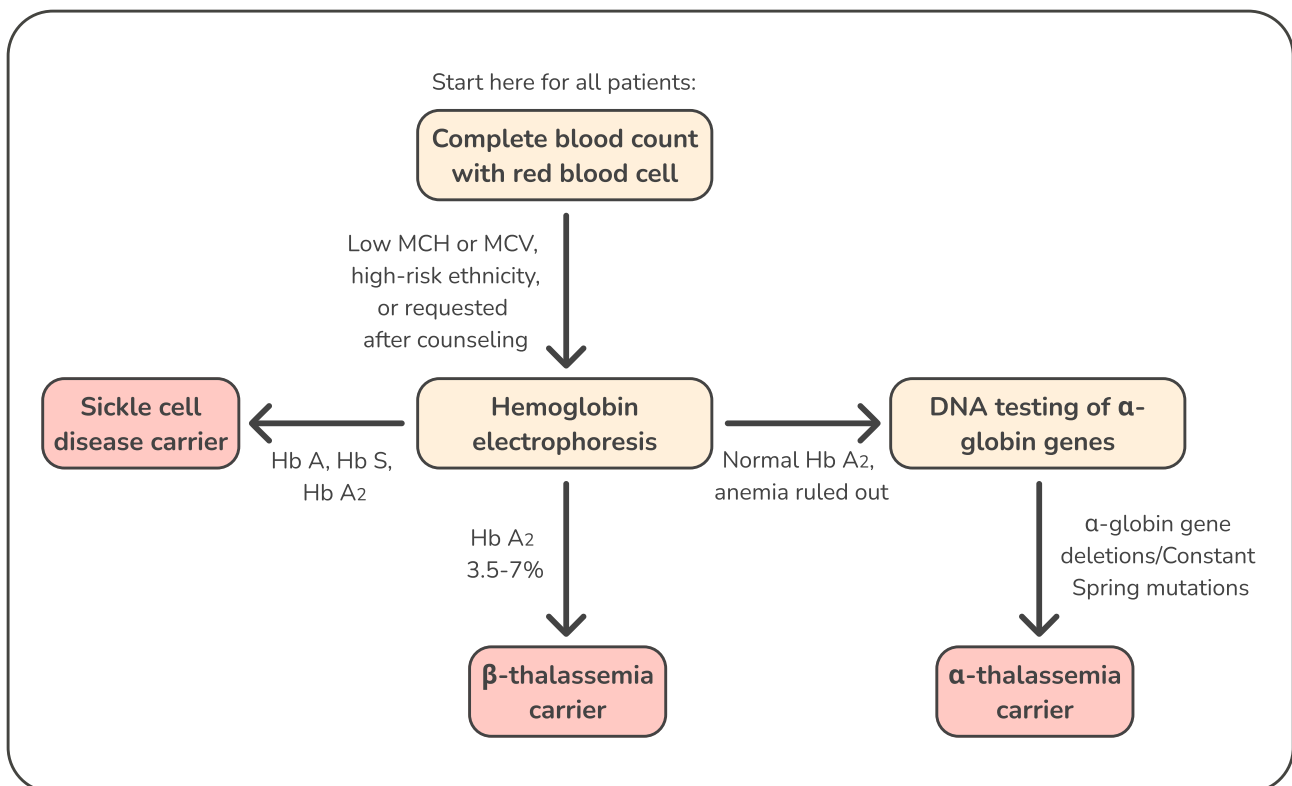 Start here for all patients:
Complete blood count
with red blood cell
Low MCH or MCV,
high-risk ethnicity,
or requested
after counseling
Sickle cell
disease carrier
Hemoglobin
electrophoresis
DNA testing of α-
globin genes
Hb A, Hb S,
Hb A2
Normal Hb A2,
anemia ruled out
Hb A2
3.5-7%
α-globin gene
deletions/Constant
Spring mutations
β-thalassemia
carrier
α-thalassemia
carrier